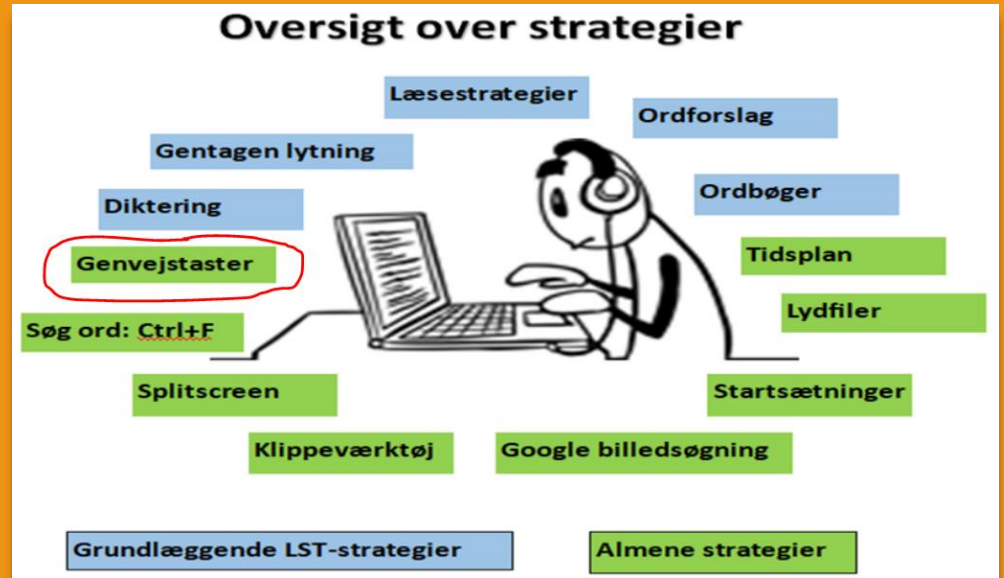 Oversigt over strategier
Læsestrategier
Ordforslag
Gentagen lytning
Ordbøger
Diktering
Tidsplan
Genvejstaster
Lydfiler
Søg ord: Ctrl+F
Splitscreen
Startsætninger
Klippeværktøj
Google billedsøgning
Grundlæggende LST-strategier
Almene strategier